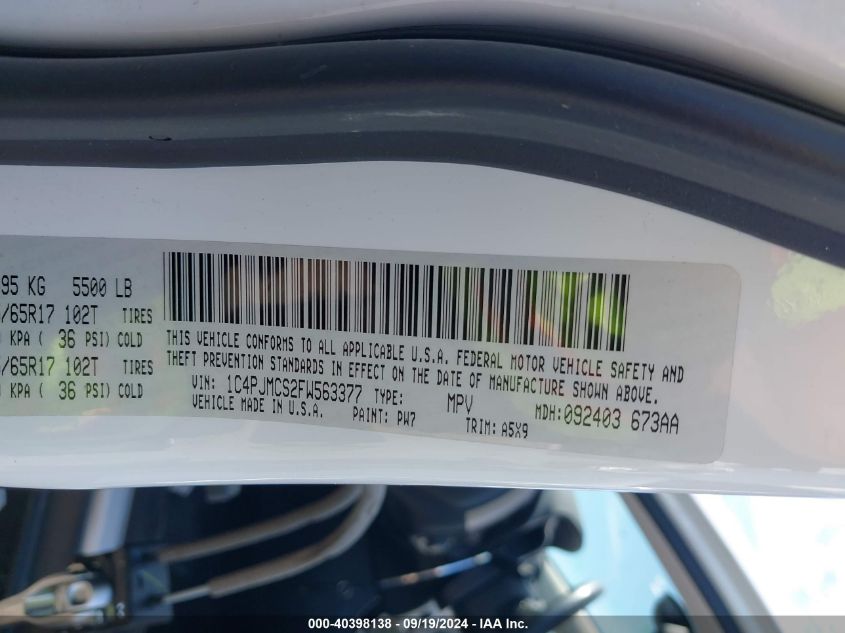 95 KG 5500 LB
/65R17 102T TIRES
KPA ( 36 PSI) COLD
/65R17 102T TIRES
KPA ( 36 PSI) COLD
THIS VEHICLE CONFORMS TO ALL APPLICABLE U.S.A. FEDERAL MOTOR VEHICLE SAFETY AND
THEFT PREVENTION STANDARDS IN EFFECT ON THE DATE OF MANUFACTURE SHOWN ABOVE.
VIN: 1C4PJMCS2FW563377 TYPE: MPV MDH:092403 673AA
VEHICLE MADE IN U.S.A. PAINT: PW7 TRIM: A5X9
000-40398138 - 09/19/2024 - IAA Inc.